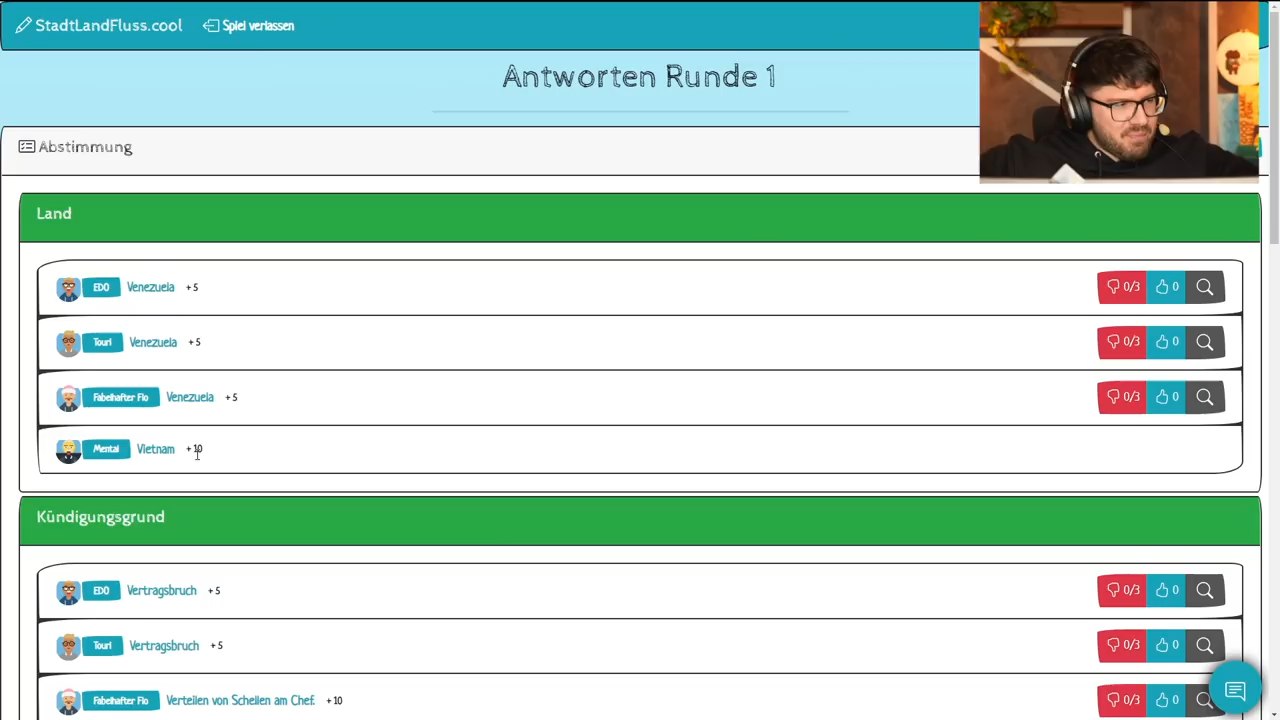 StadtLandFluss.cool Spiel verlassen
Antworten Runde 1
Abstimmung
Land
EDO Venezuela +5 0/3 0
Touri Venezuela +5 0/3 0
Fabelhafter Flo Venezuela +5 0/3 0
Mental Vietnam +10
Kündigungsgrund
EDO Vertragsbruch +5 0/3 0
Touri Vertragsbruch +5 0/3 0
Fabelhafter Flo Verteilen von Schellen am Chef. +10 0/3 0